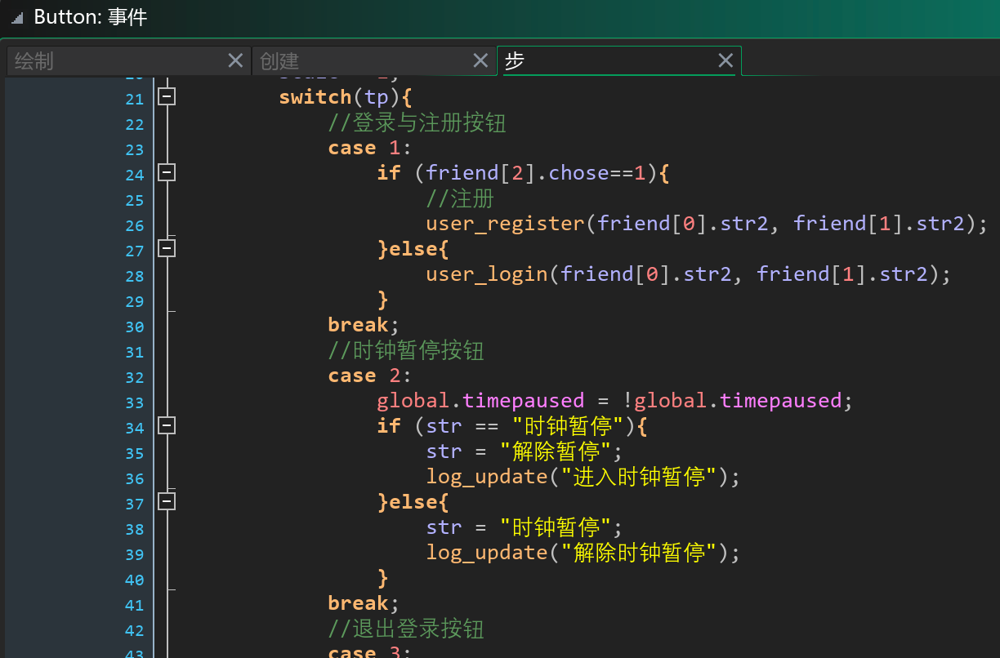 Button: 事件
绘制 创建 步
21 switch(tp){
22 //登录与注册按钮
23 case 1:
24 if (friend[2].chose==1){
25 //注册
26 user_register(friend[0].str2, friend[1].str2);
27 }else{
28 user_login(friend[0].str2, friend[1].str2);
29 }
30 break;
31 //时钟暂停按钮
32 case 2:
33 global.timepaused = !global.timepaused;
34 if (str == "时钟暂停"){
35 str = "解除暂停";
36 log_update("进入时钟暂停");
37 }else{
38 str = "时钟暂停";
39 log_update("解除时钟暂停");
40 }
41 break;
42 //退出登录按钮
43 case 3: